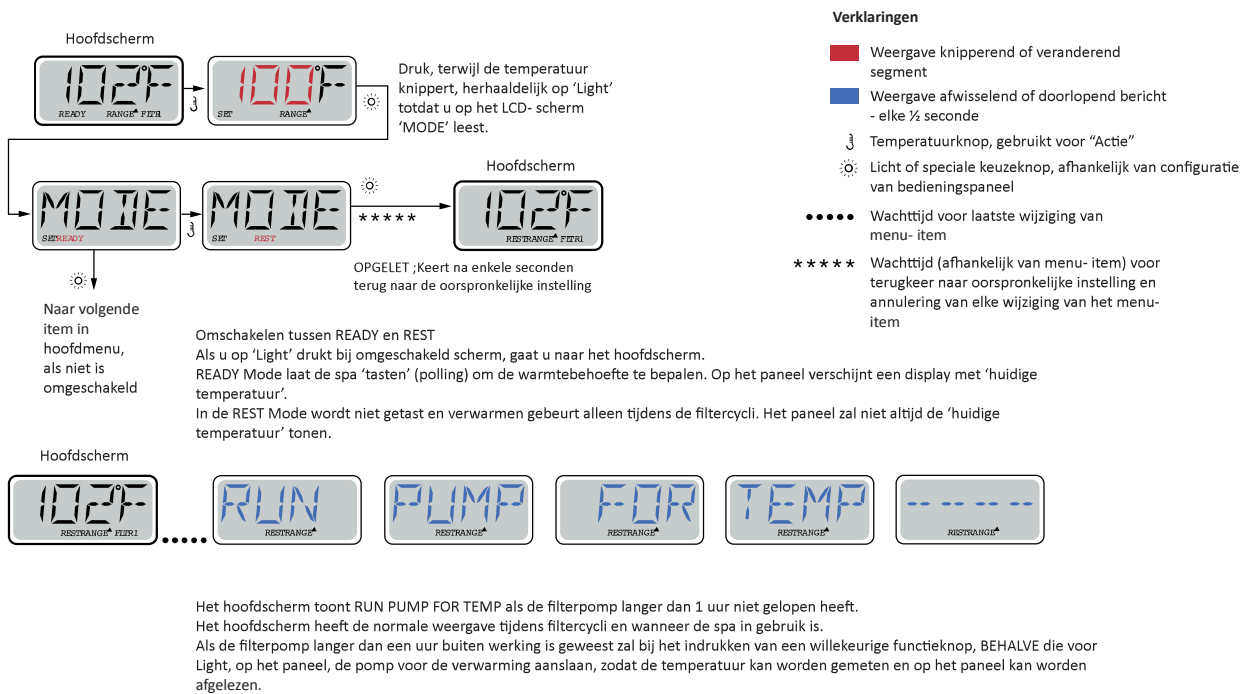 Verklaringen
Hoofdscherm
102°F
READY RANGE▲ FLTR1
100°F
SET RANGE▲
Druk, terwijl de temperatuur
knippert, herhaaldelijk op ‘Light’
totdat u op het LCD- scherm
‘MODE’ leest.
Weergave knipperend of veranderend
segment
Weergave afwisselend of doorlopend bericht
- elke ½ seconde
Temperatuurknop, gebruikt voor “Actie”
Licht of speciale keuzeknop, afhankelijk van configuratie
van bedieningspaneel
••••• Wachttijd voor laatste wijziging van
menu- item
***** Wachttijd (afhankelijk van menu- item) voor
terugkeer naar oorspronkelijke instelling en
annulering van elke wijziging van het menu-
item
MODE
SET READY
MODE
SET REST
*****
Hoofdscherm
102°F
REST RANGE▲ FLTR1
OPGELET ;Keert na enkele seconden
terug naar de oorspronkelijke instelling
Naar volgende
item in
hoofdmenu,
als niet is
omgeschakeld
Omschakelen tussen READY en REST
Als u op ‘Light’ drukt bij omgeschakeld scherm, gaat u naar het hoofdscherm.
READY Mode laat de spa ‘tasten’ (polling) om de warmtebehoefte te bepalen. Op het paneel verschijnt een display met ‘huidige
temperatuur’.
In de REST Mode wordt niet getast en verwarmen gebeurt alleen tijdens de filtercycli. Het paneel zal niet altijd de ‘huidige
temperatuur’ tonen.
Hoofdscherm
102°F
REST RANGE▲ FLTR1
•••••
RUN
REST RANGE▲
PUMP
REST RANGE▲
FOR
REST RANGE▲
TEMP
REST RANGE▲
- - - -
REST RANGE▲
Het hoofdscherm toont RUN PUMP FOR TEMP als de filterpomp langer dan 1 uur niet gelopen heeft.
Het hoofdscherm heeft de normale weergave tijdens filtercycli en wanneer de spa in gebruik is.
Als de filterpomp langer dan een uur buiten werking is geweest zal bij het indrukken van een willekeurige functieknop, BEHALVE die voor
Light, op het paneel, de pomp voor de verwarming aanslaan, zodat de temperatuur kan worden gemeten en op het paneel kan worden
afgelezen.